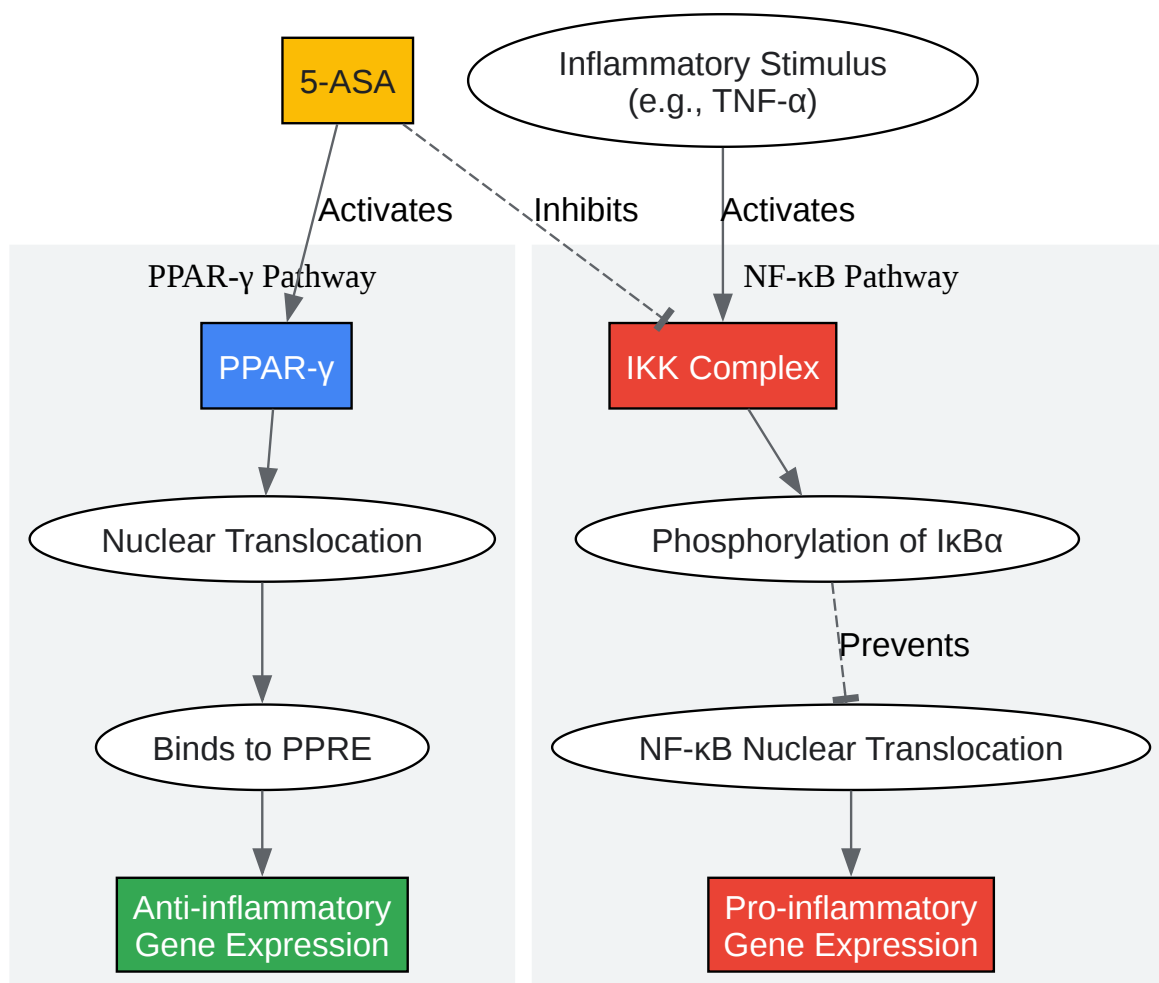 5-ASA
Inflammatory Stimulus
(e.g., TNF-α)
Activates
Inhibits
Activates
PPAR-γ Pathway
NF-κB Pathway
PPAR-γ
IKK Complex
Nuclear Translocation
Phosphorylation of IκBα
Prevents
Binds to PPRE
NF-κB Nuclear Translocation
Anti-inflammatory
Gene Expression
Pro-inflammatory
Gene Expression